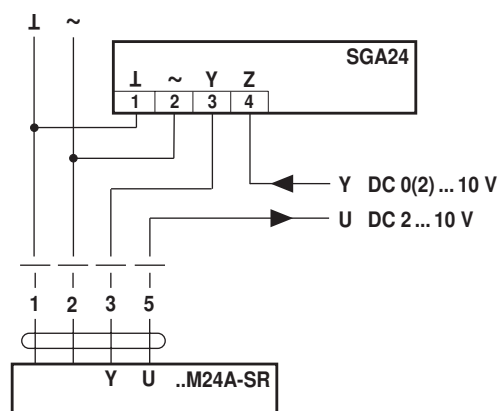 ⊥ ~
SGA24
⊥ ~ Y Z
1 2 3 4
Y DC 0(2) ... 10 V
U DC 2 ... 10 V
1 2 3 5
Y U ..M24A-SR